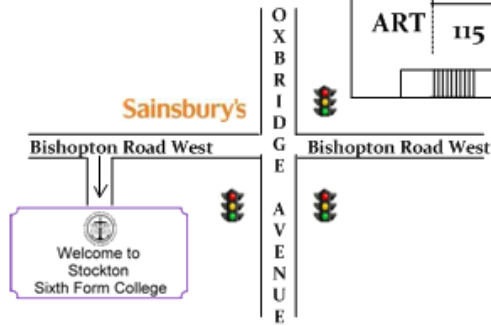 OXBRIDGE AVENUE
ART
115
Sainsbury's
Bishopton Road West
Bishopton Road West
Welcome to
Stockton
Sixth Form College